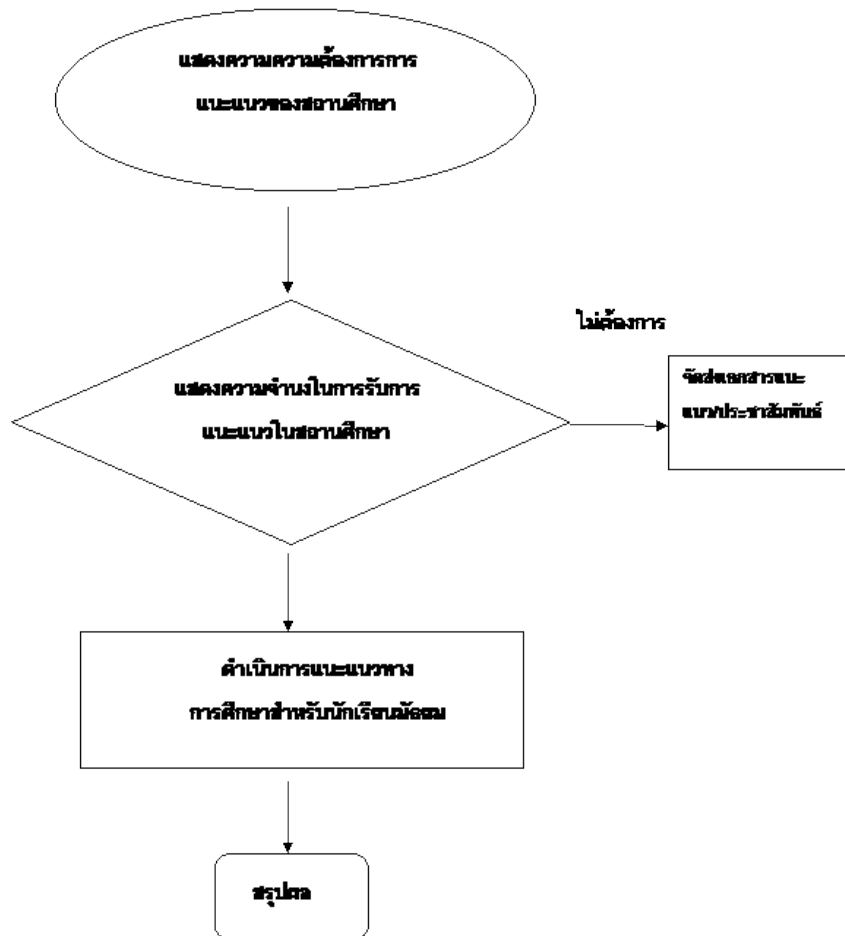 แสดงความความต้องการการ
แนะแนวของสถานศึกษา
แสดงความจำนงในการรับการ
แนะแนวในสถานศึกษา
ไม่ต้องการ
จัดส่งเอกสารแนะ
แนว/ประชาสัมพันธ์
ดำเนินการแนะแนวทาง
การศึกษาสำหรับนักเรียนมัธยม
สรุปผล